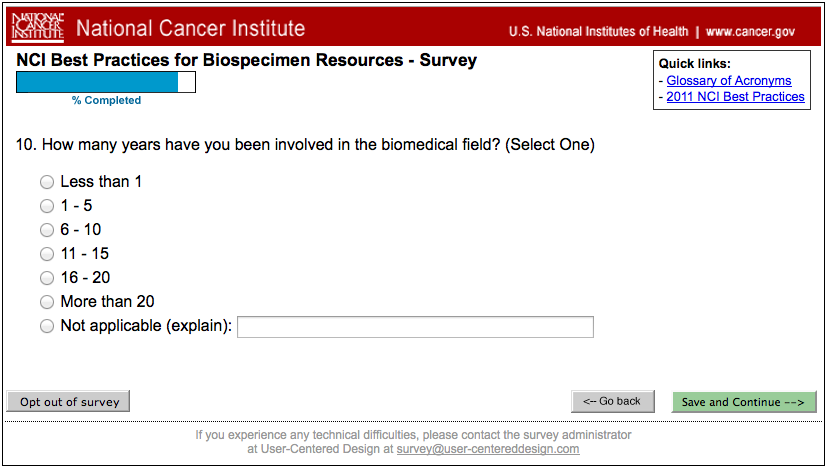 NATIONAL
CANCER
INSTITUTE
National Cancer Institute
U.S. National Institutes of Health | www.cancer.gov
NCI Best Practices for Biospecimen Resources - Survey
% Completed
Quick links:
- Glossary of Acronyms
- 2011 NCI Best Practices
10. How many years have you been involved in the biomedical field? (Select One)
Less than 1
1 - 5
6 - 10
11 - 15
16 - 20
More than 20
Not applicable (explain):
Opt out of survey
<-- Go back
Save and Continue -->
If you experience any technical difficulties, please contact the survey administrator
at User-Centered Design at survey@user-centereddesign.com